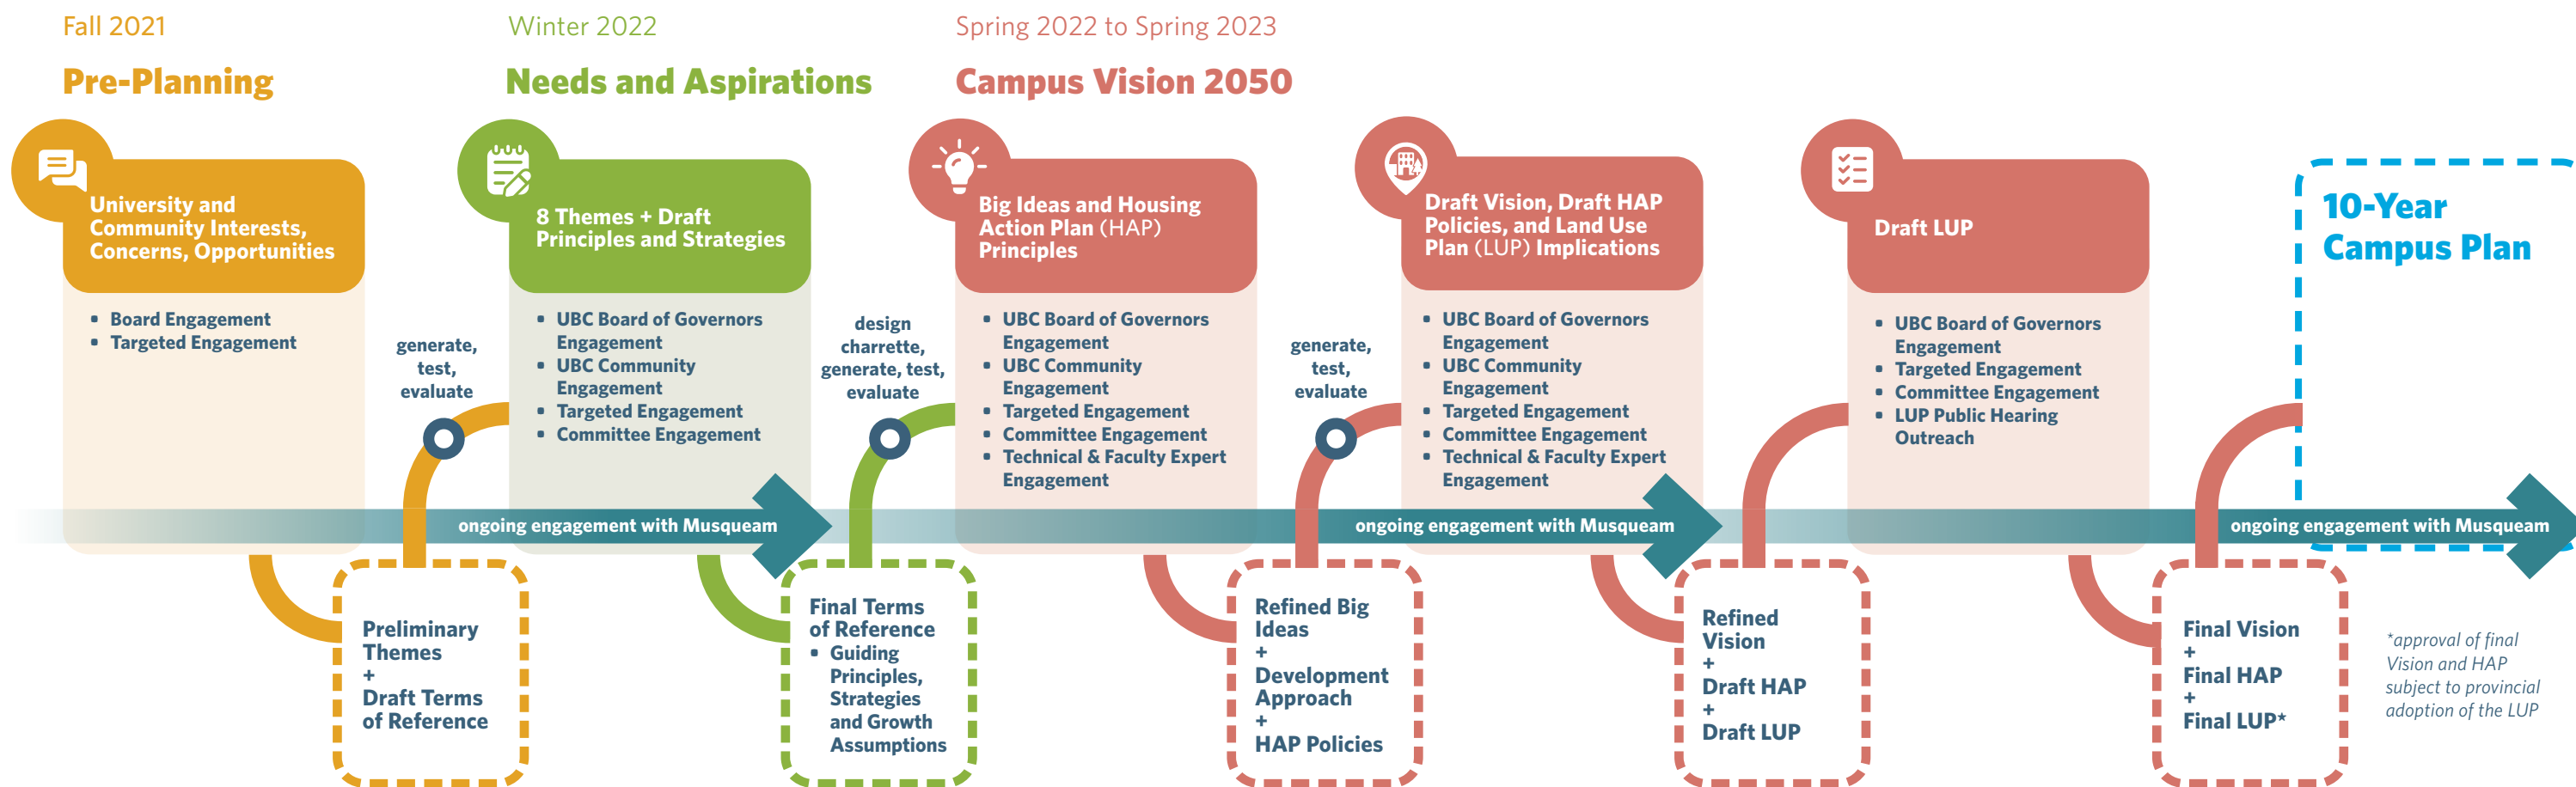 Fall 2021
Pre-Planning
Winter 2022
Needs and Aspirations
Spring 2022 to Spring 2023
Campus Vision 2050
University and
Community Interests,
Concerns, Opportunities
▪ Board Engagement
▪ Targeted Engagement
generate,
test,
evaluate
Preliminary
Themes
+
Draft Terms
of Reference
8 Themes + Draft
Principles and Strategies
▪ UBC Board of Governors
Engagement
▪ UBC Community
Engagement
▪ Targeted Engagement
▪ Committee Engagement
ongoing engagement with Musqueam
design
charrette,
generate, test,
evaluate
Final Terms
of Reference
▪ Guiding
Principles,
Strategies
and Growth
Assumptions
Big Ideas and Housing
Action Plan (HAP)
Principles
▪ UBC Board of Governors
Engagement
▪ UBC Community
Engagement
▪ Targeted Engagement
▪ Committee Engagement
▪ Technical & Faculty Expert
Engagement
generate,
test,
evaluate
Refined Big
Ideas
+
Development
Approach
+
HAP Policies
Draft Vision, Draft HAP
Policies, and Land Use
Plan (LUP) Implications
▪ UBC Board of Governors
Engagement
▪ UBC Community
Engagement
▪ Targeted Engagement
▪ Committee Engagement
▪ Technical & Faculty Expert
Engagement
ongoing engagement with Musqueam
Refined
Vision
+
Draft HAP
+
Draft LUP
Draft LUP
▪ UBC Board of Governors
Engagement
▪ Targeted Engagement
▪ Committee Engagement
▪ LUP Public Hearing
Outreach
Final Vision
+
Final HAP
+
Final LUP*
10-Year
Campus Plan
ongoing engagement with Musqueam
*approval of final
Vision and HAP
subject to provincial
adoption of the LUP